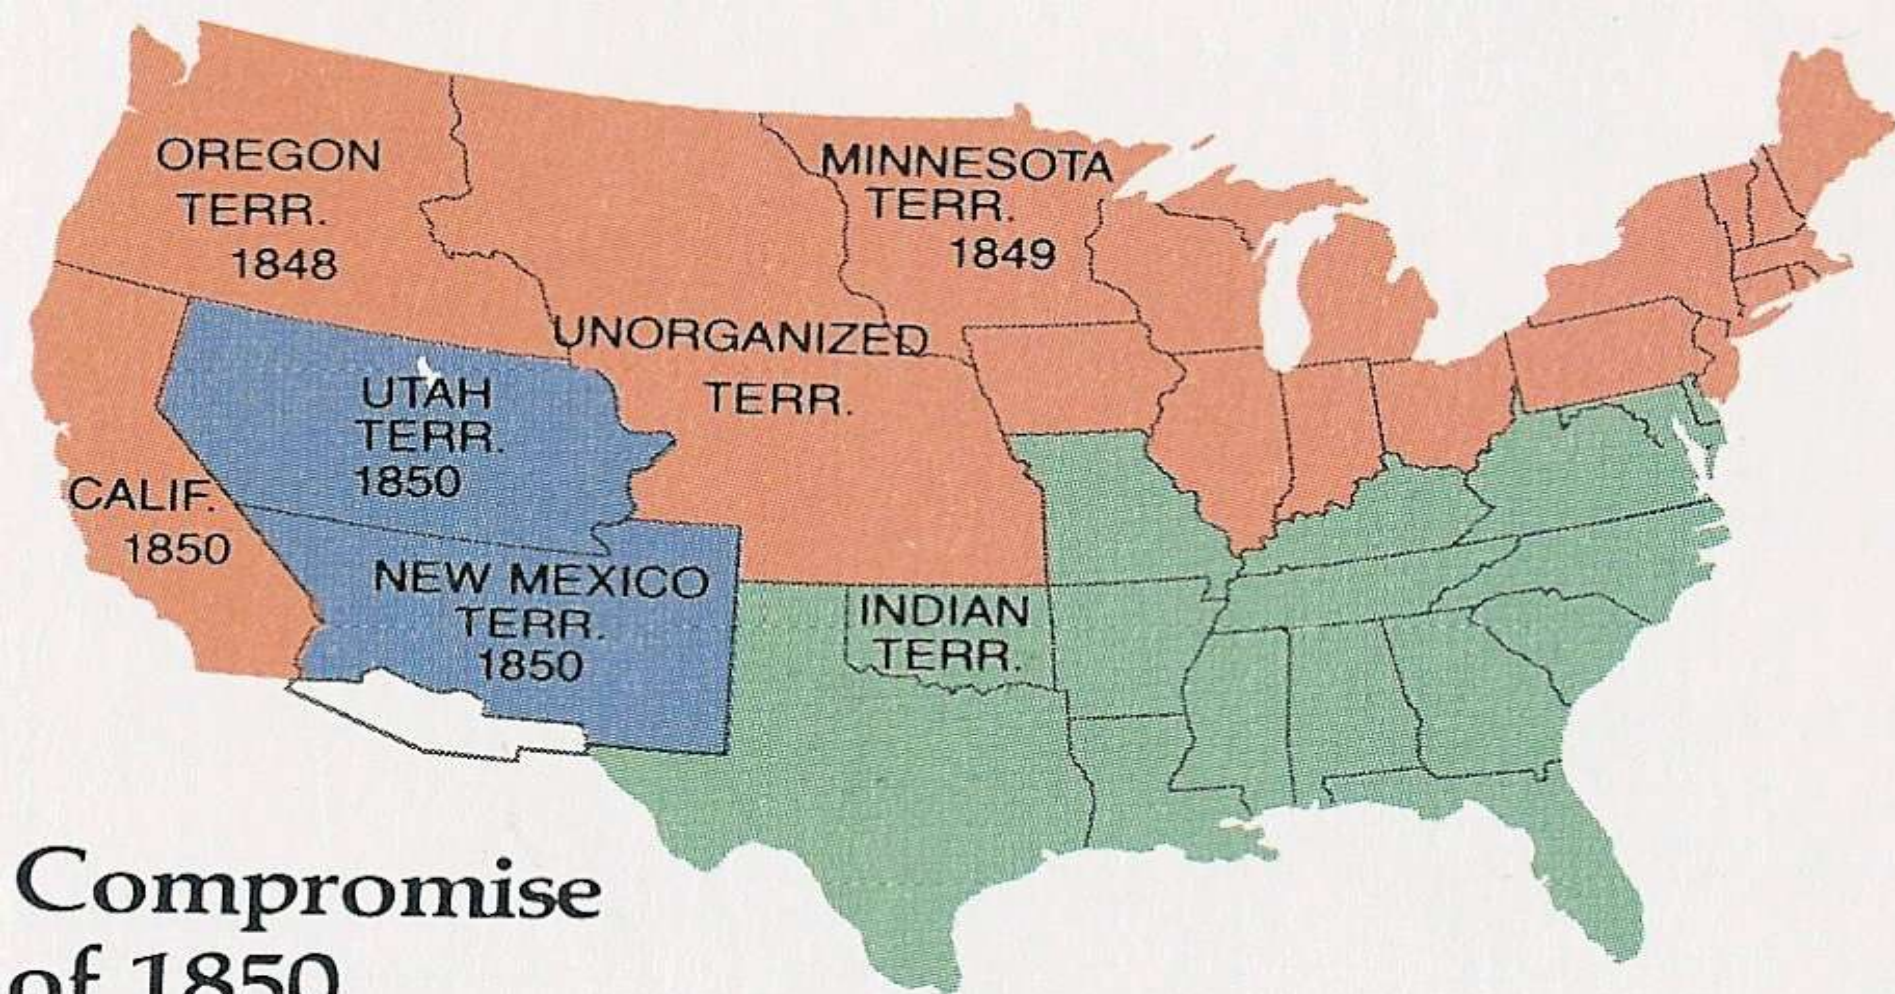 OREGON
TERR.
1848
MINNESOTA
TERR.
1849
UNORGANIZED
TERR.
UTAH
TERR.
1850
CALIF.
1850
NEW MEXICO
TERR.
1850
INDIAN
TERR.
Compromise
of 1850